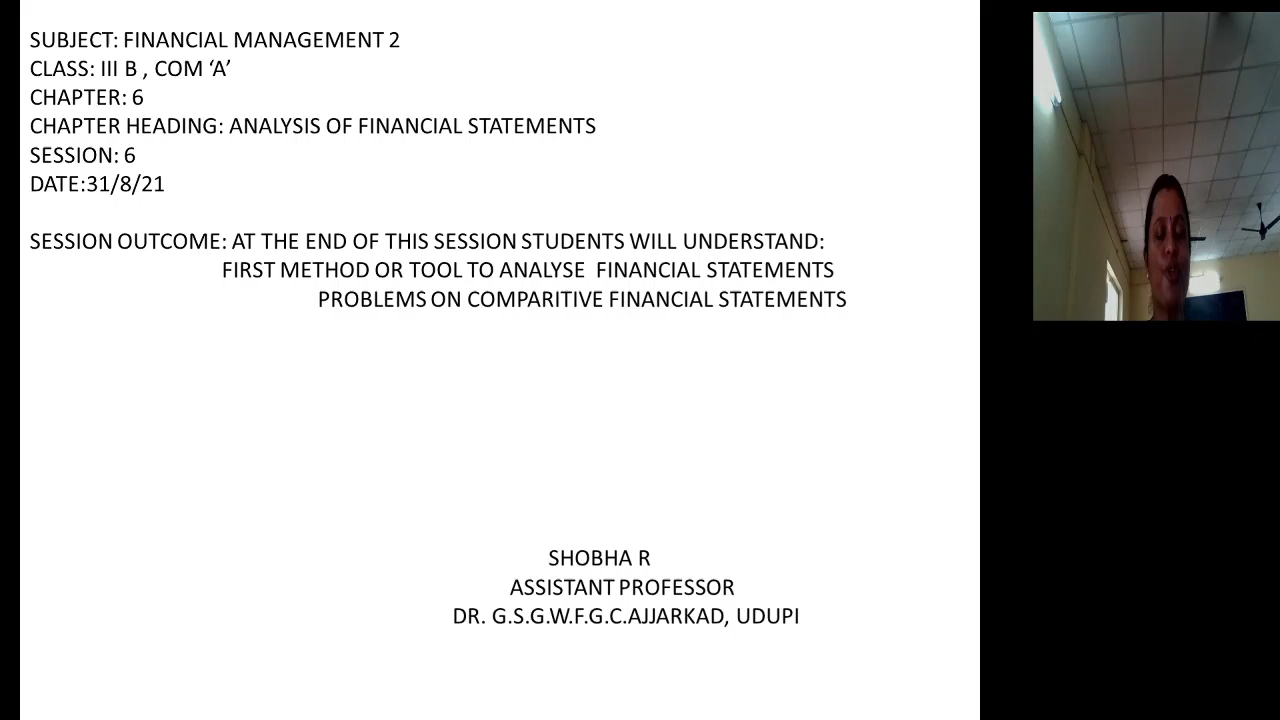 SUBJECT: FINANCIAL MANAGEMENT 2
CLASS: III B , COM ‘A’
CHAPTER: 6
CHAPTER HEADING: ANALYSIS OF FINANCIAL STATEMENTS
SESSION: 6
DATE:31/8/21
SESSION OUTCOME: AT THE END OF THIS SESSION STUDENTS WILL UNDERSTAND:
FIRST METHOD OR TOOL TO ANALYSE FINANCIAL STATEMENTS
PROBLEMS ON COMPARITIVE FINANCIAL STATEMENTS
SHOBHA R
ASSISTANT PROFESSOR
DR. G.S.G.W.F.G.C.AJJARKAD, UDUPI